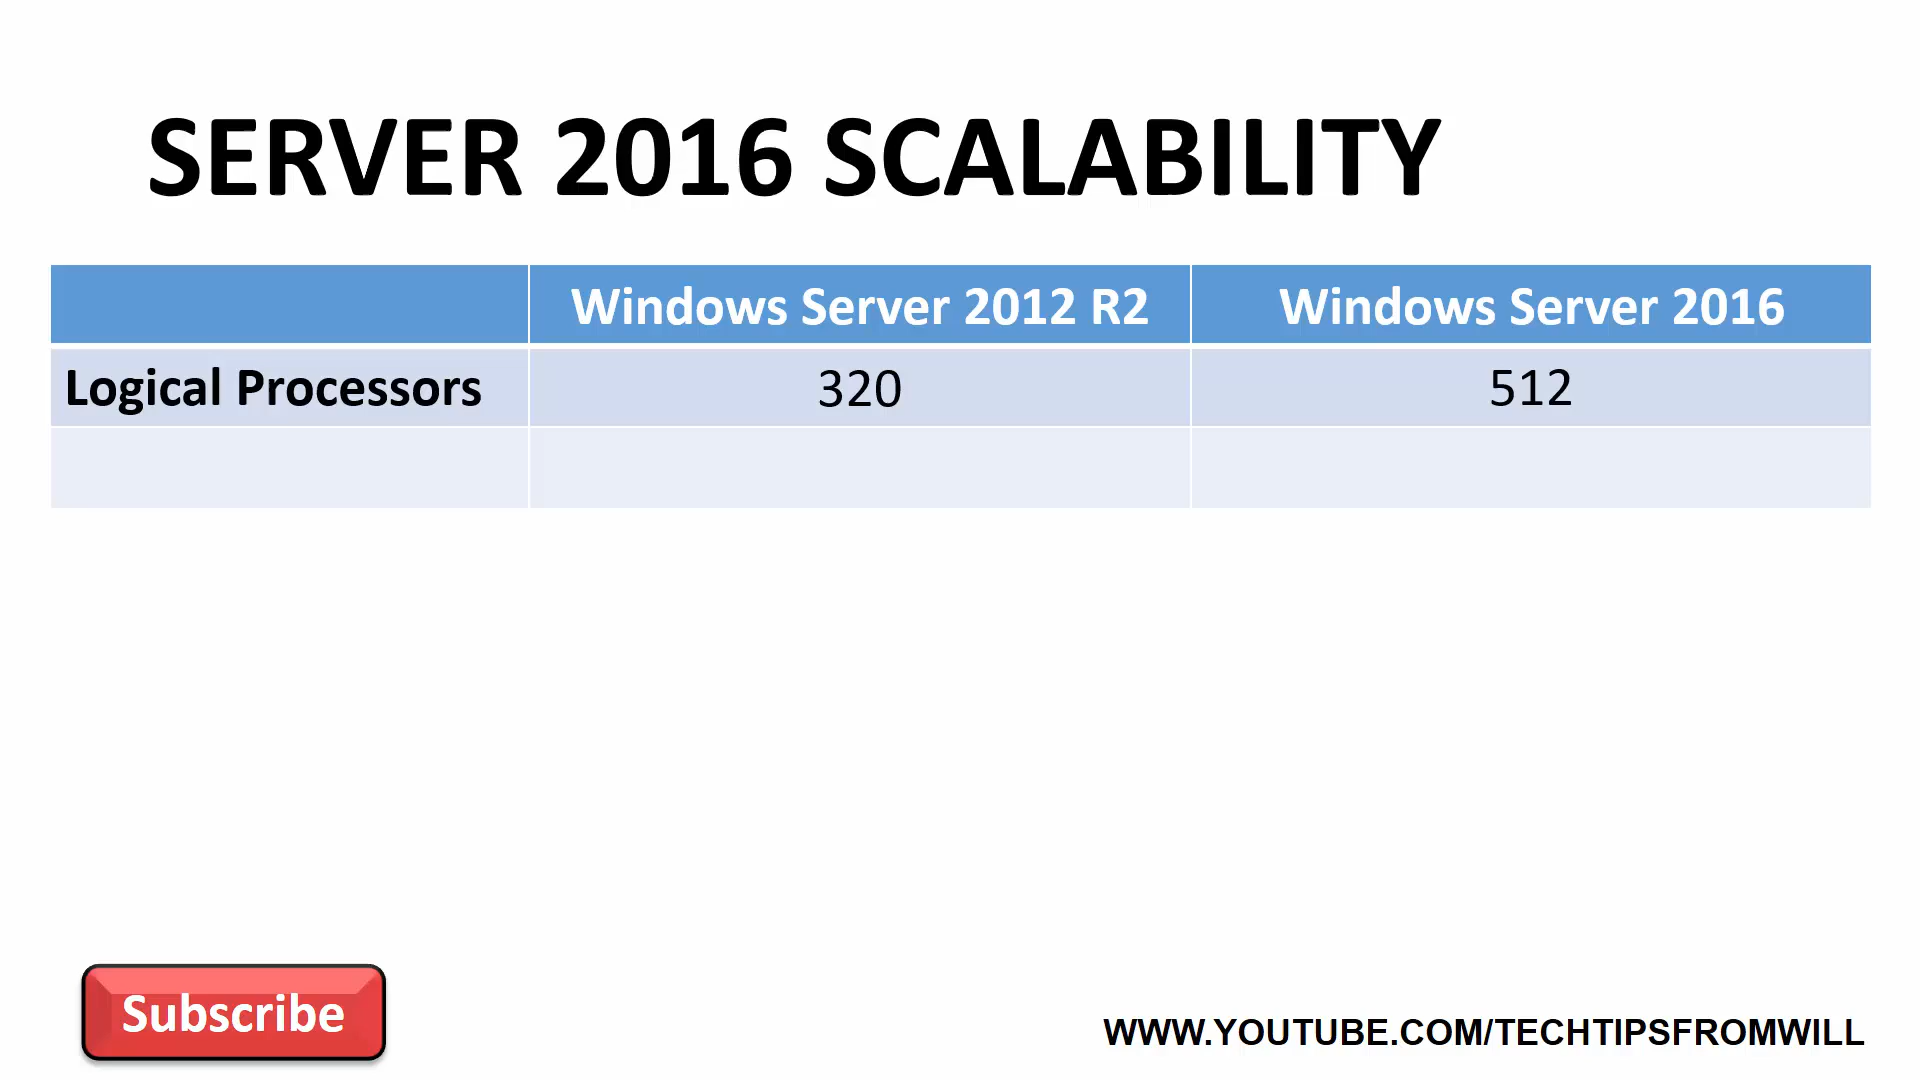 SERVER 2016 SCALABILITY
Windows Server 2012 R2 Windows Server 2016
Logical Processors 320 512
Subscribe
WWW.YOUTUBE.COM/TECHTIPSFROMWILL